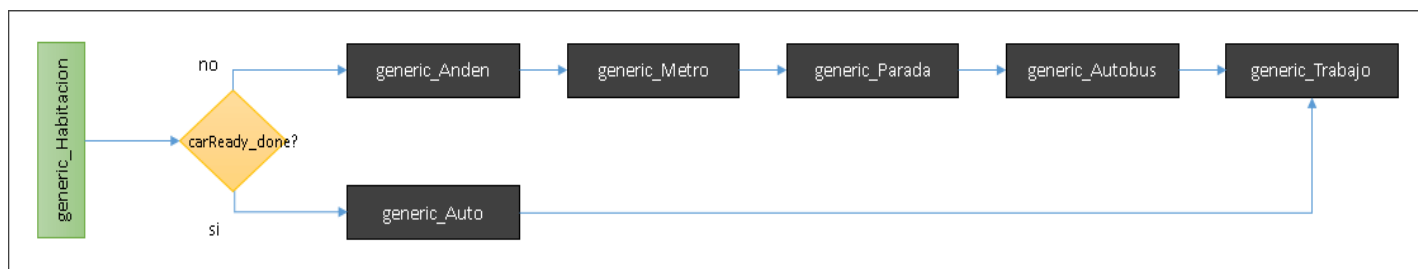 generic_Habitacion
no
carReady_done?
si
generic_Anden
generic_Metro
generic_Parada
generic_Autobus
generic_Trabajo
generic_Auto